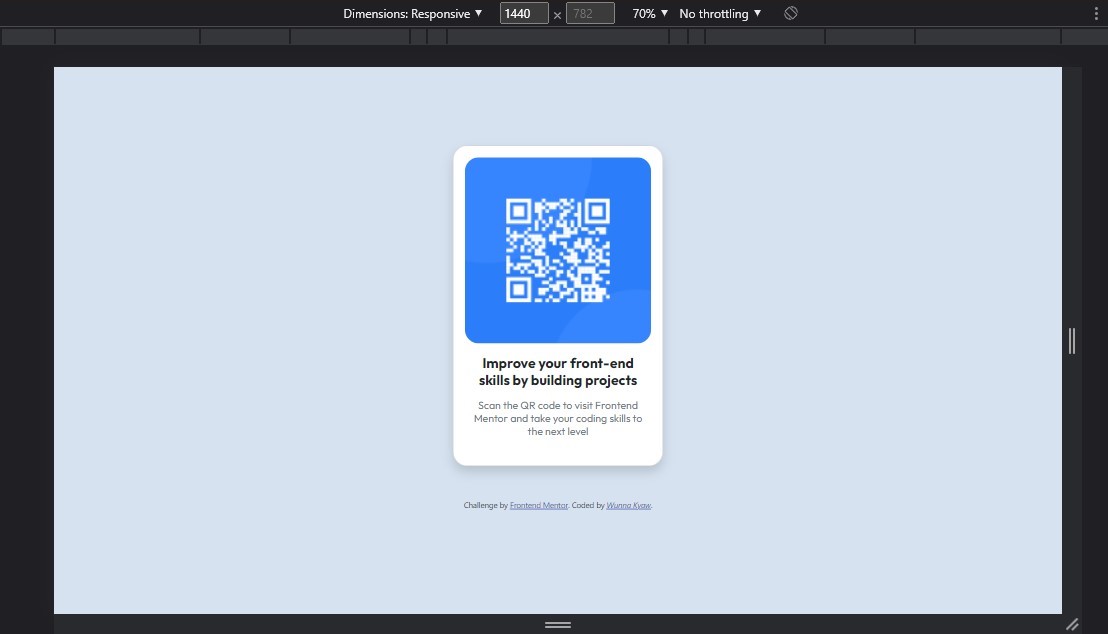 Dimensions: Responsive ▼ 1440 × 782 70% ▼ No throttling ▼
Improve your front-end
skills by building projects
Scan the QR code to visit Frontend
Mentor and take your coding skills to
the next level
Challenge by Frontend Mentor. Coded by Wunna Kyaw.